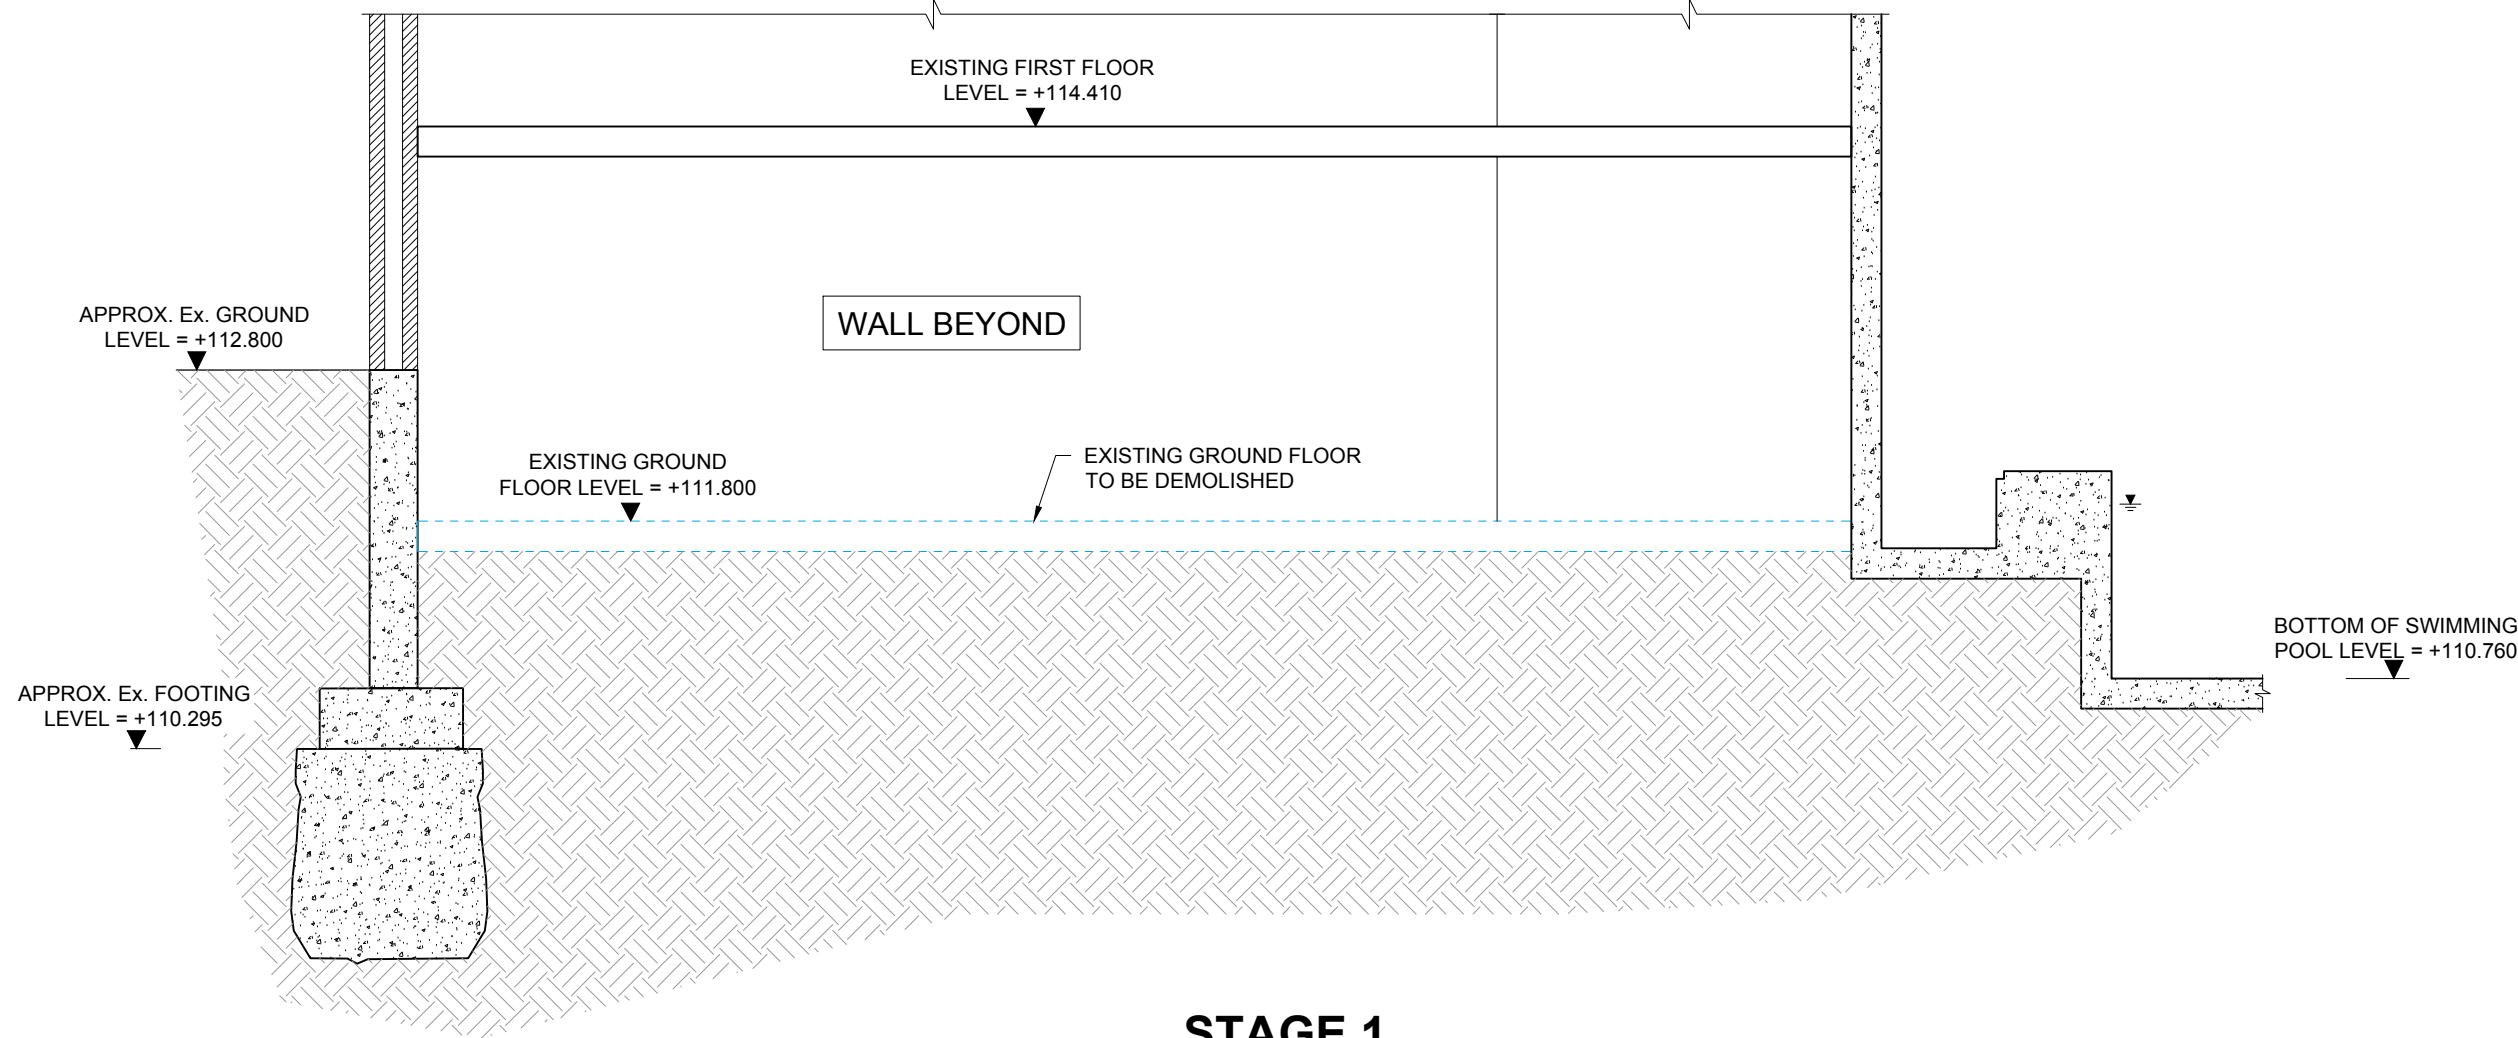 EXISTING FIRST FLOOR
LEVEL = +114.410
APPROX. Ex. GROUND
LEVEL = +112.800
WALL BEYOND
EXISTING GROUND
FLOOR LEVEL = +111.800
EXISTING GROUND FLOOR
TO BE DEMOLISHED
BOTTOM OF SWIMMING
POOL LEVEL = +110.760
APPROX. Ex. FOOTING
LEVEL = +110.295
STAGE 1